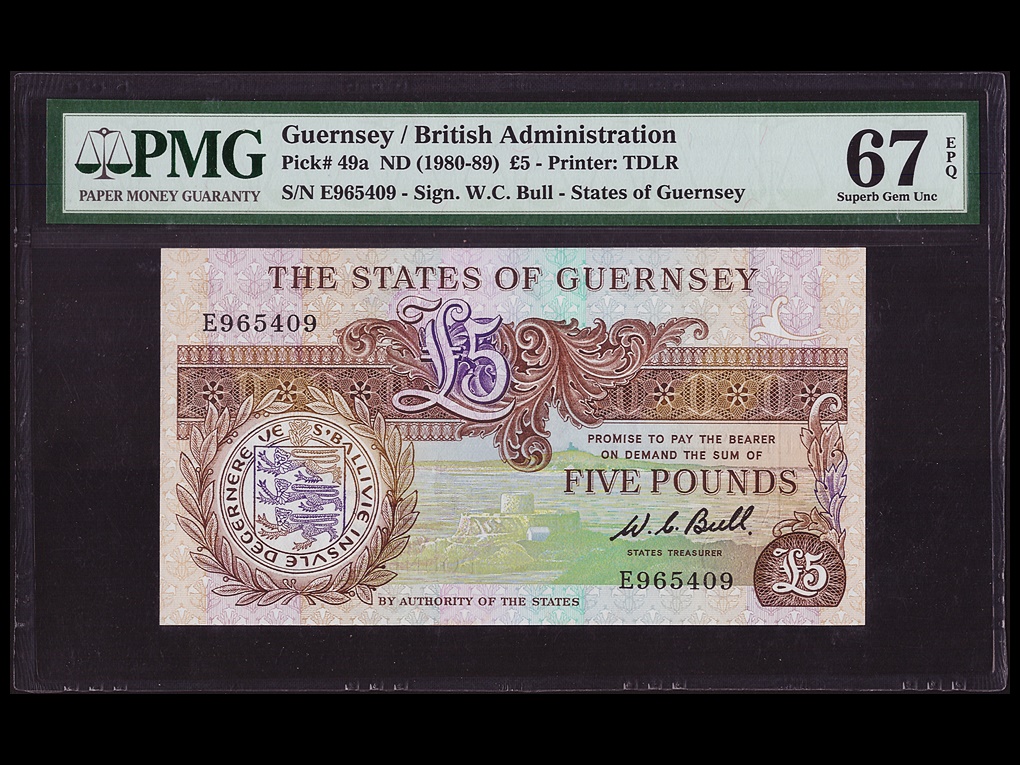 PMG
PAPER MONEY GUARANTY
Guernsey / British Administration
Pick# 49a ND (1980-89) £5 - Printer: TDLR
S/N E965409 - Sign. W.C. Bull - States of Guernsey
67
EPQ
Superb Gem Unc
THE STATES OF GUERNSEY
E965409
£5
S'BALLIVIE INSVLE DEGERNEREVE
PROMISE TO PAY THE BEARER
ON DEMAND THE SUM OF
FIVE POUNDS
W. C. Bull
STATES TREASURER
E965409
£5
BY AUTHORITY OF THE STATES